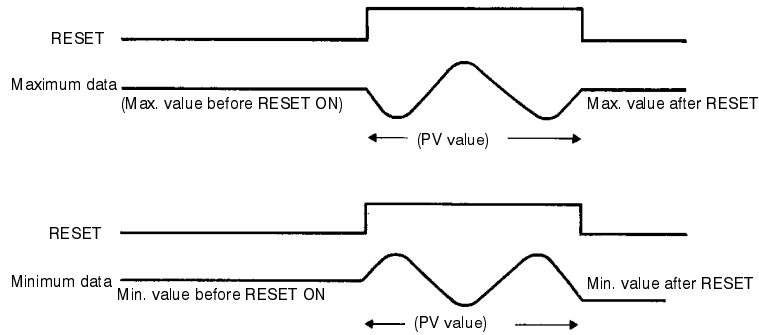 RESET
Maximum data
(Max. value before RESET ON)
Max. value after RESET
(PV value)
RESET
Minimum data
Min. value before RESET ON
Min. value after RESET
(PV value)